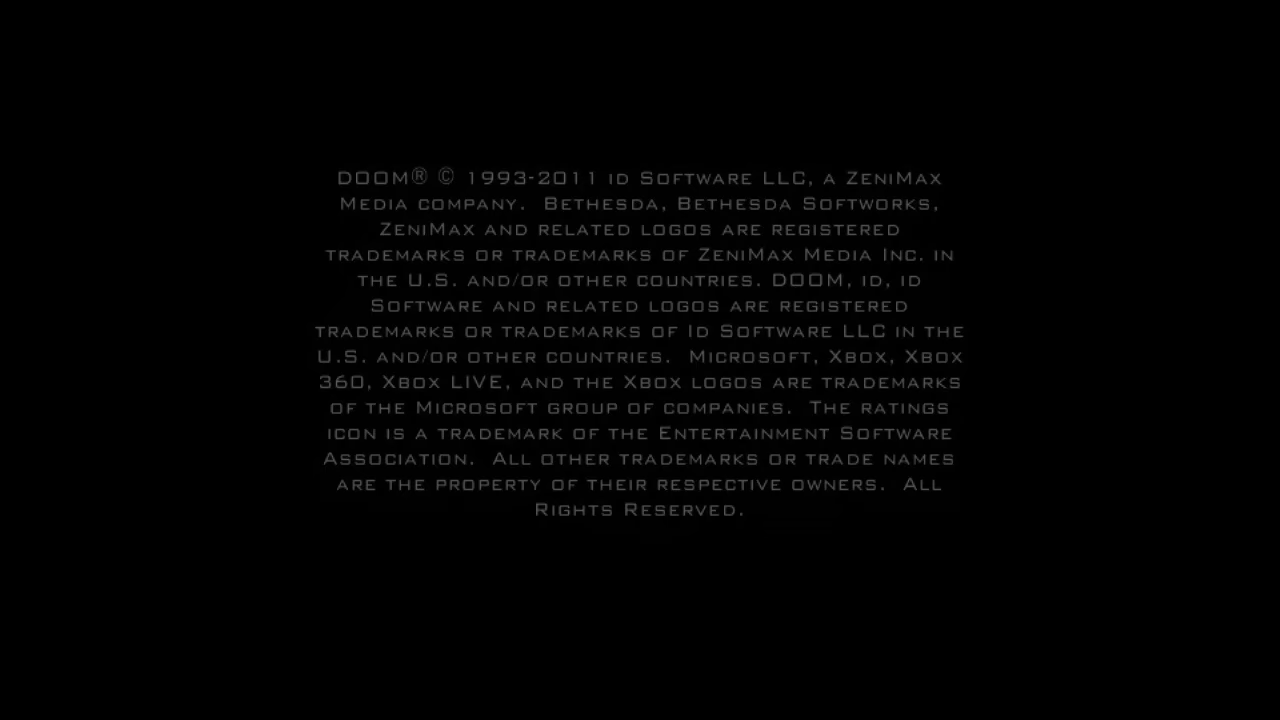 DOOM® © 1993-2011 id Software LLC, a ZeniMax
Media company.  Bethesda, Bethesda Softworks,
ZeniMax and related logos are registered
trademarks or trademarks of ZeniMax Media Inc. in
the U.S. and/or other countries. DOOM, id, id
Software and related logos are registered
trademarks or trademarks of Id Software LLC in the
U.S. and/or other countries.  Microsoft, Xbox, Xbox
360, Xbox LIVE, and the Xbox logos are trademarks
of the Microsoft group of companies.  The ratings
icon is a trademark of the Entertainment Software
Association.  All other trademarks or trade names
are the property of their respective owners.  All
Rights Reserved.